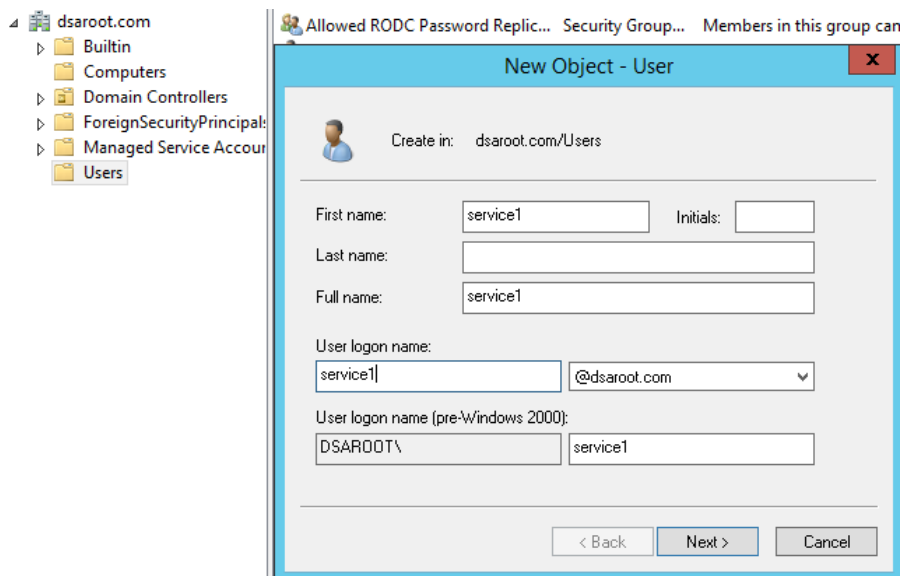 dsaroot.com
Builtin
Computers
Domain Controllers
ForeignSecurityPrincipals
Managed Service Accour
Users
Allowed RODC Password Replic... Security Group... Members in this group can
New Object - User
x
Create in: dsaroot.com/Users
First name: service1 Initials:
Last name:
Full name: service1
User logon name:
service1 @dsaroot.com
User logon name (pre-Windows 2000):
DSAROOT\ service1
< Back Next > Cancel